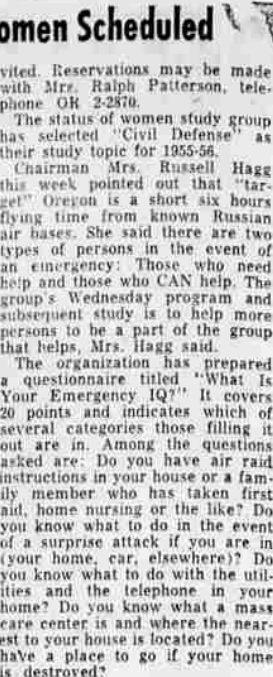 omen Scheduled
vited. Reservations may be made
with Mrs. Ralph Patterson, tele-
phone OR 2-2870.
The status of women study group
has selected "Civil Defense" as
their study topic for 1955-56.
Chairman Mrs. Russell Hagg
this week pointed out that "tar-
get" Oregon is a short six hours
flying time from known Russian
air bases. She said there are two
types of persons in the event of
an emergency: Those who need
help and those who CAN help. The
group's Wednesday program and
subsequent study is to help more
persons to be a part of the group
that helps, Mrs. Hagg said.
The organization has prepared
a questionnaire titled "What Is
Your Emergency IQ?" It covers
20 points and indicates which of
several categories those filling it
out are in. Among the questions
asked are: Do you have air raid
instructions in your house or a fam-
ily member who has taken first
aid, home nursing or the like? Do
you know what to do in the event
of a surprise attack if you are in
(your home, car, elsewhere)? Do
you know what to do with the util-
ities and the telephone in your
home? Do you know what a mass
care center is and where the near-
est to your house is located? Do you
have a place to go if your home
is destroyed?